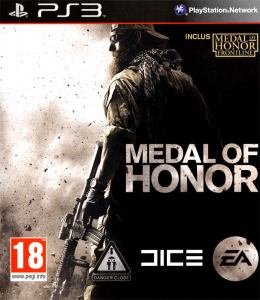 PS3
PlayStation®Network
INCLUS
MEDAL OF
HONOR
FRONTLINE
MEDAL OF
HONOR
18
www.pegi.info
DANGER CLOSE
DICE
EA